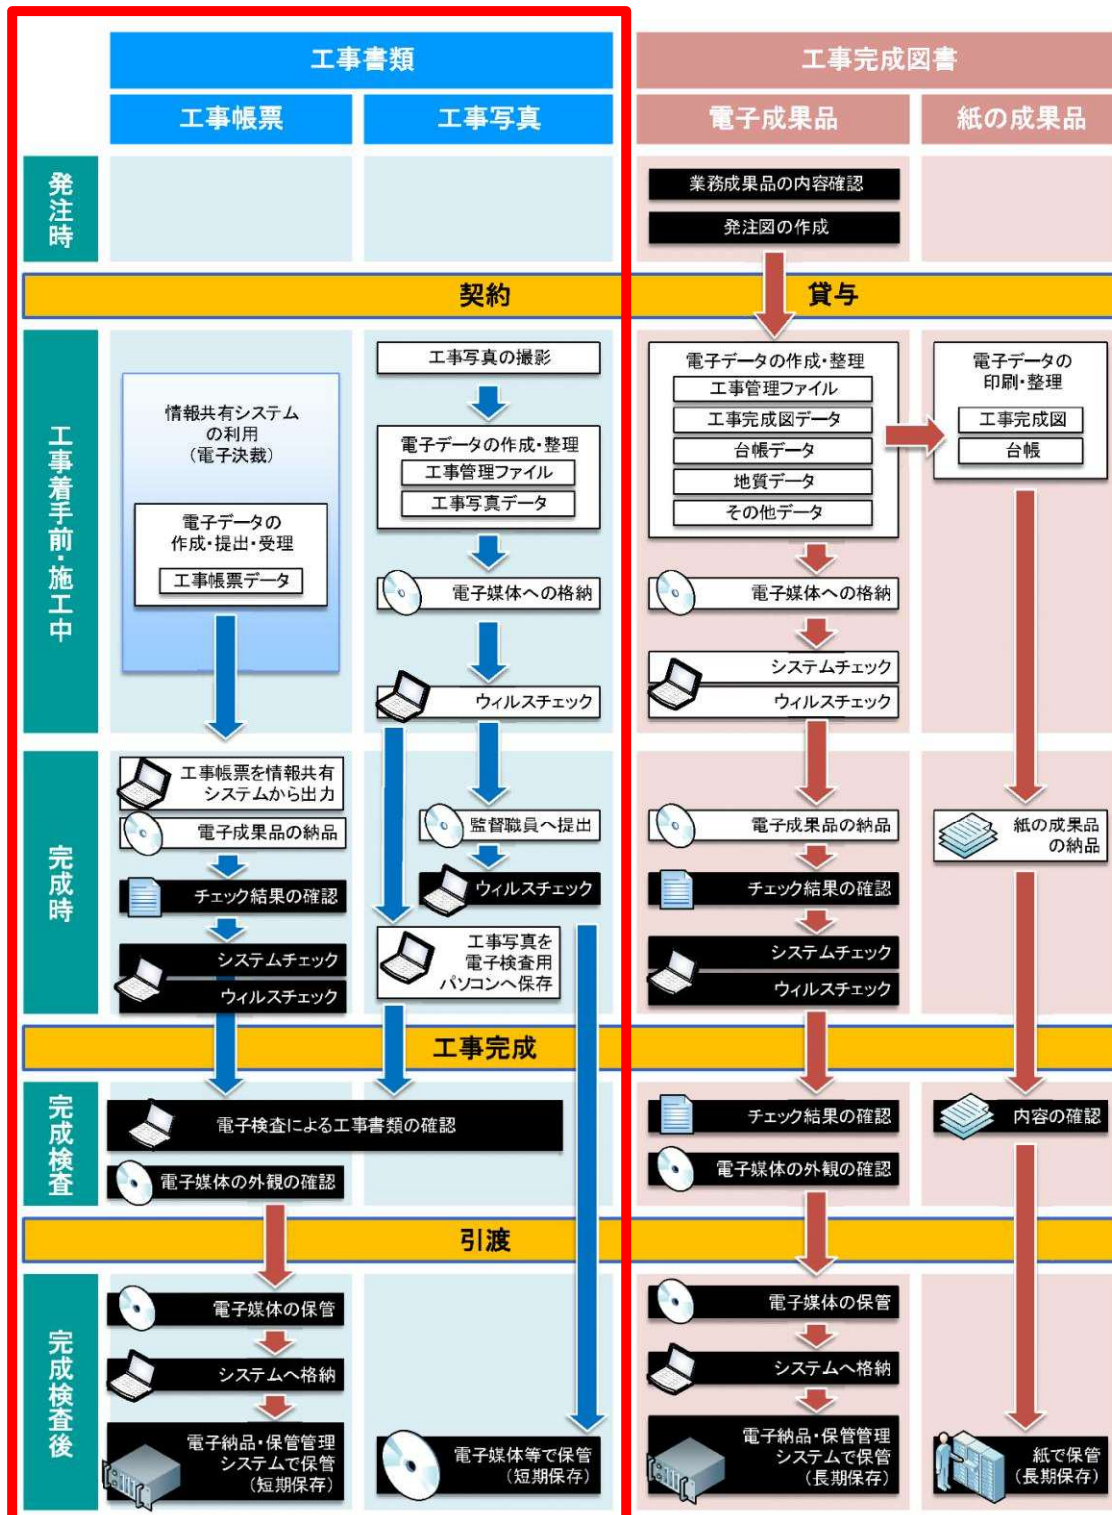 工事書類
工事完成図書
工事帳票
工事写真
電子成果品
紙の成果品
発注時
業務成果品の内容確認
発注図の作成
契約
貸与
工事着手前・施工中
情報共有システム
の利用
(電子決裁)
電子データの
作成・提出・受理
工事帳票データ
工事写真の撮影
電子データの作成・整理
工事管理ファイル
工事写真データ
電子媒体への格納
ウィルスチェック
電子データの作成・整理
工事管理ファイル
工事完成図データ
台帳データ
地質データ
その他データ
電子媒体への格納
システムチェック
ウィルスチェック
電子データの
印刷・整理
工事完成図
台帳
完成時
工事帳票を情報共有
システムから出力
電子成果品の納品
チェック結果の確認
システムチェック
ウィルスチェック
監督職員へ提出
ウィルスチェック
工事写真を
電子検査用
パソコンへ保存
電子成果品の納品
チェック結果の確認
システムチェック
ウィルスチェック
紙の成果品
の納品
工事完成
完成検査
電子検査による工事書類の確認
電子媒体の外観の確認
チェック結果の確認
電子媒体の外観の確認
内容の確認
引渡
完成検査後
電子媒体の保管
システムへ格納
電子納品・保管管理
システムで保管
(短期保存)
電子媒体等で保管
(短期保存)
電子媒体の保管
システムへ格納
電子納品・保管管理
システムで保管
(長期保存)
紙で保管
(長期保存)